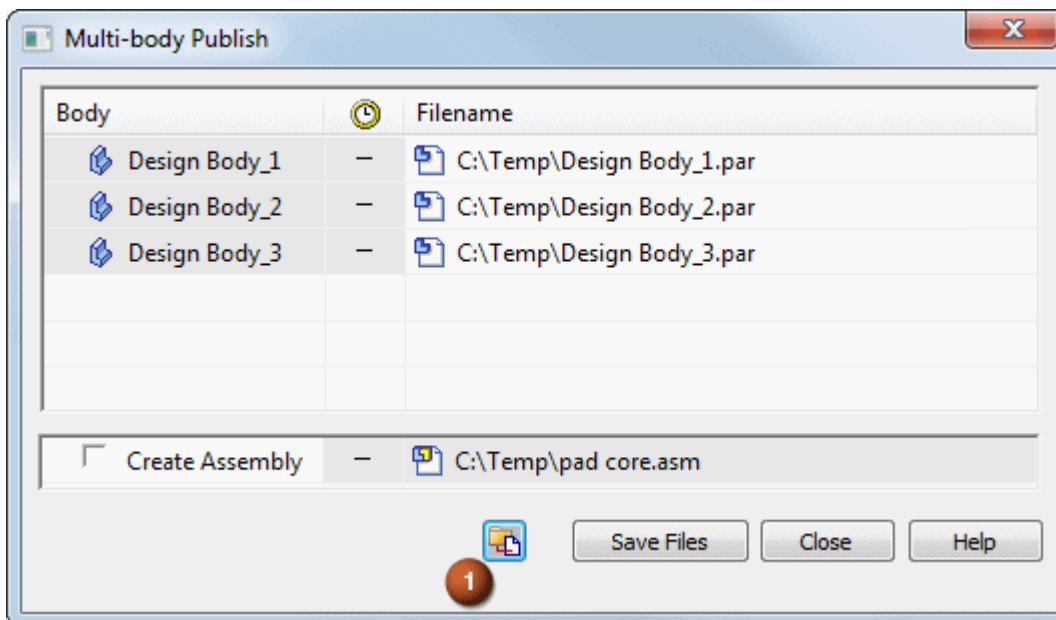 Multi-body Publish
Body Filename
Design Body_1 – C:\Temp\Design Body_1.par
Design Body_2 – C:\Temp\Design Body_2.par
Design Body_3 – C:\Temp\Design Body_3.par
Create Assembly – C:\Temp\pad core.asm
Save Files Close Help
1